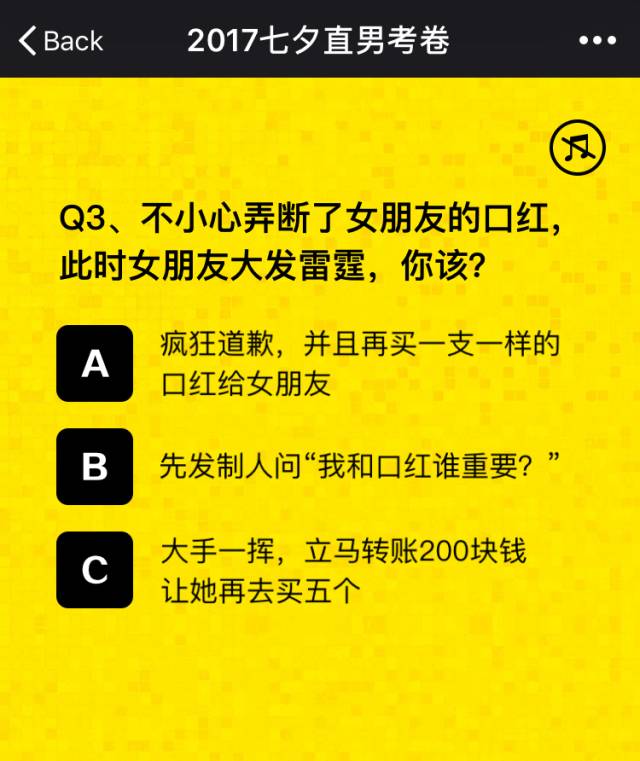 Back
2017七夕直男考卷
Q3、不小心弄断了女朋友的口红，
此时女朋友大发雷霆，你该？
A
疯狂道歉，并且再买一支一样的
口红给女朋友
B
先发制人问“我和口红谁重要？”
C
大手一挥，立马转账200块钱
让她再去买五个